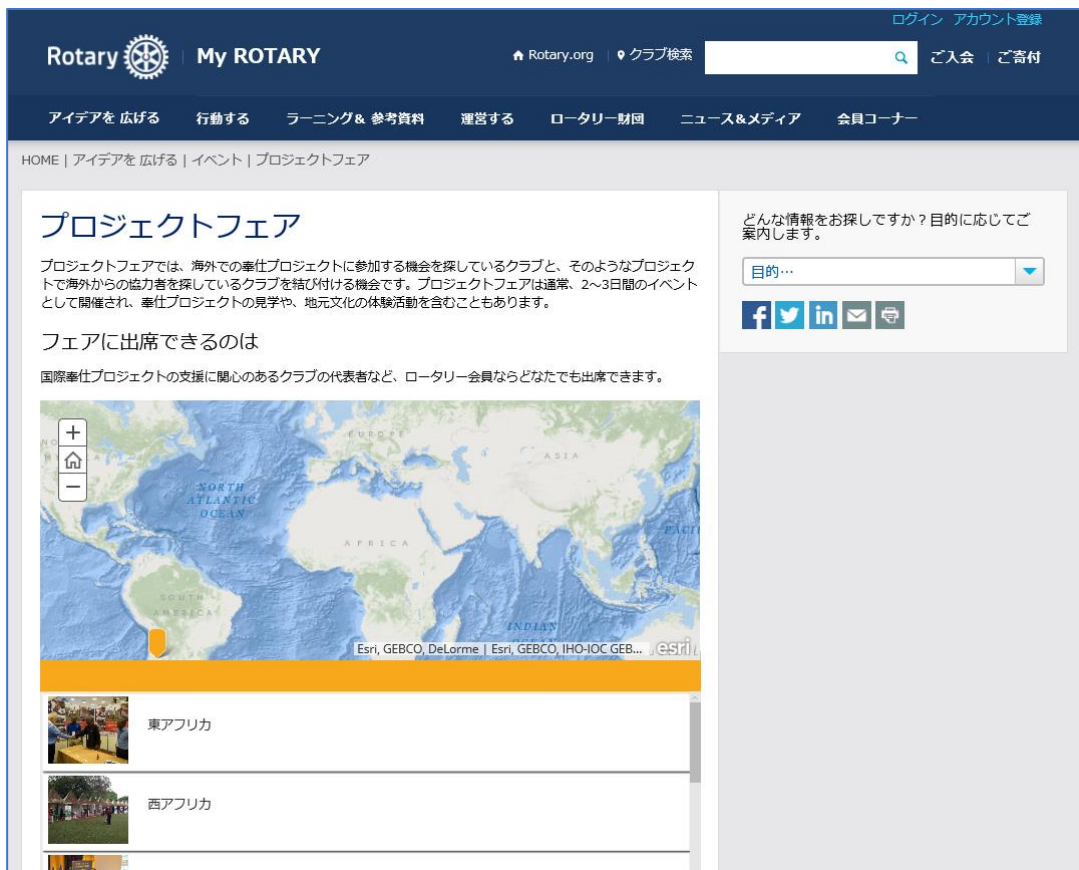 ログイン アカウント登録
Rotary My ROTARY Rotary.org クラブ検索 ご入会 ご寄付
アイデアを 広げる 行動する ラーニング& 参考資料 運営する ロータリー財団 ニュース&メディア 会員コーナー
HOME | アイデアを 広げる | イベント | プロジェクトフェア
プロジェクトフェア
プロジェクトフェアでは、海外での奉仕プロジェクトに参加する機会を探しているクラブと、そのようなプロジェク
トで海外からの協力者を探しているクラブを結び付ける機会です。プロジェクトフェアは通常、2~3日間のイベント
として開催され、奉仕プロジェクトの見学や、地元文化の体験活動を含むこともあります。
フェアに出席できるのは
国際奉仕プロジェクトの支援に関心のあるクラブの代表者など、ロータリー会員ならどなたでも出席できます。
EUROPE
ASIA
NORTH
ATLANTIC
OCEAN
AFRICA
SOUTH
AMERICA
INDIAN
Esri, GEBCO, DeLorme | Esri, GEBCO, IHO-IOC GEB... esri
東アフリカ
西アフリカ
どんな情報をお探しですか?目的に応じてご
案内します。
目的…